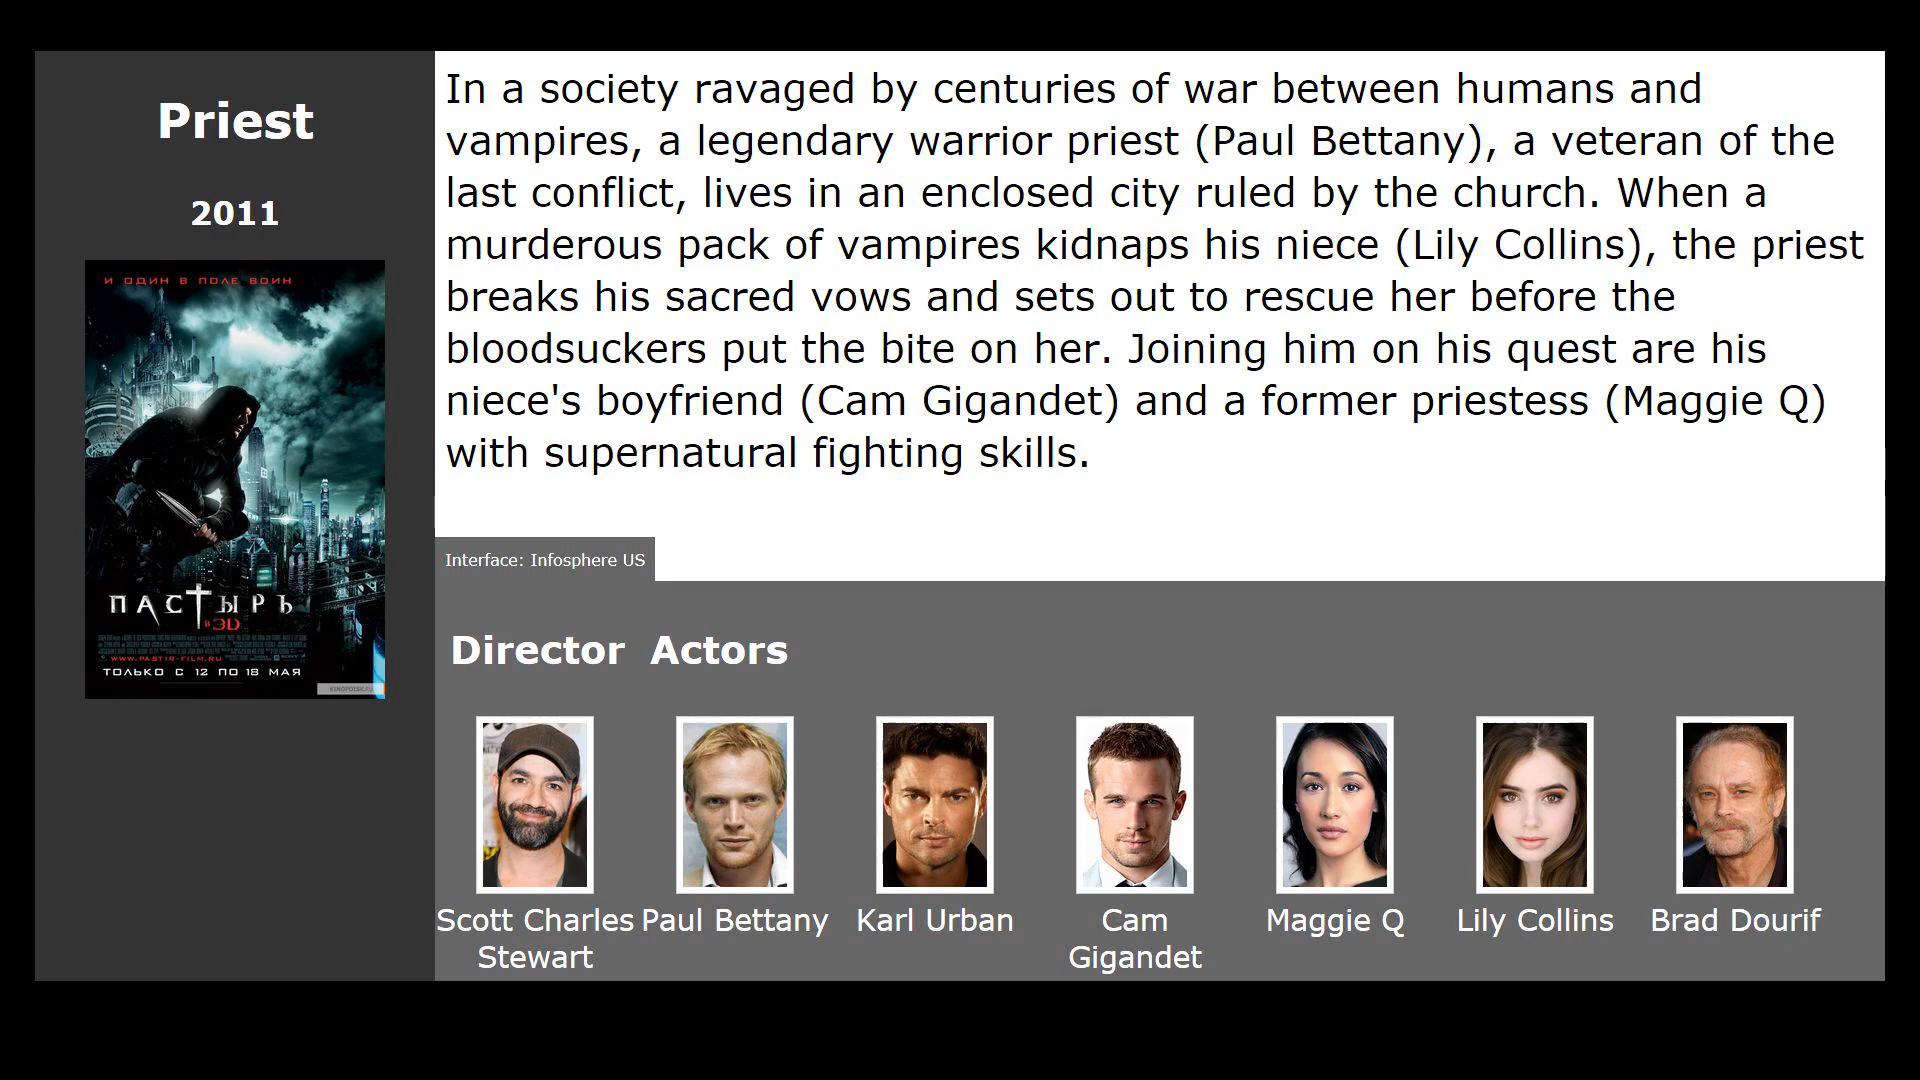 Priest
2011
И ОДИН В ПОЛЕ ВОИН
ПАСТЫРЬ
В 3D
WWW.PASTIR-FILM.RU
ТОЛЬКО С 12 ПО 18 МАЯ
KINOPOISK.RU
In a society ravaged by centuries of war between humans and
vampires, a legendary warrior priest (Paul Bettany), a veteran of the
last conflict, lives in an enclosed city ruled by the church. When a
murderous pack of vampires kidnaps his niece (Lily Collins), the priest
breaks his sacred vows and sets out to rescue her before the
bloodsuckers put the bite on her. Joining him on his quest are his
niece's boyfriend (Cam Gigandet) and a former priestess (Maggie Q)
with supernatural fighting skills.
Interface: Infosphere US
Director Actors
Scott Charles Stewart
Paul Bettany
Karl Urban
Cam Gigandet
Maggie Q
Lily Collins
Brad Dourif